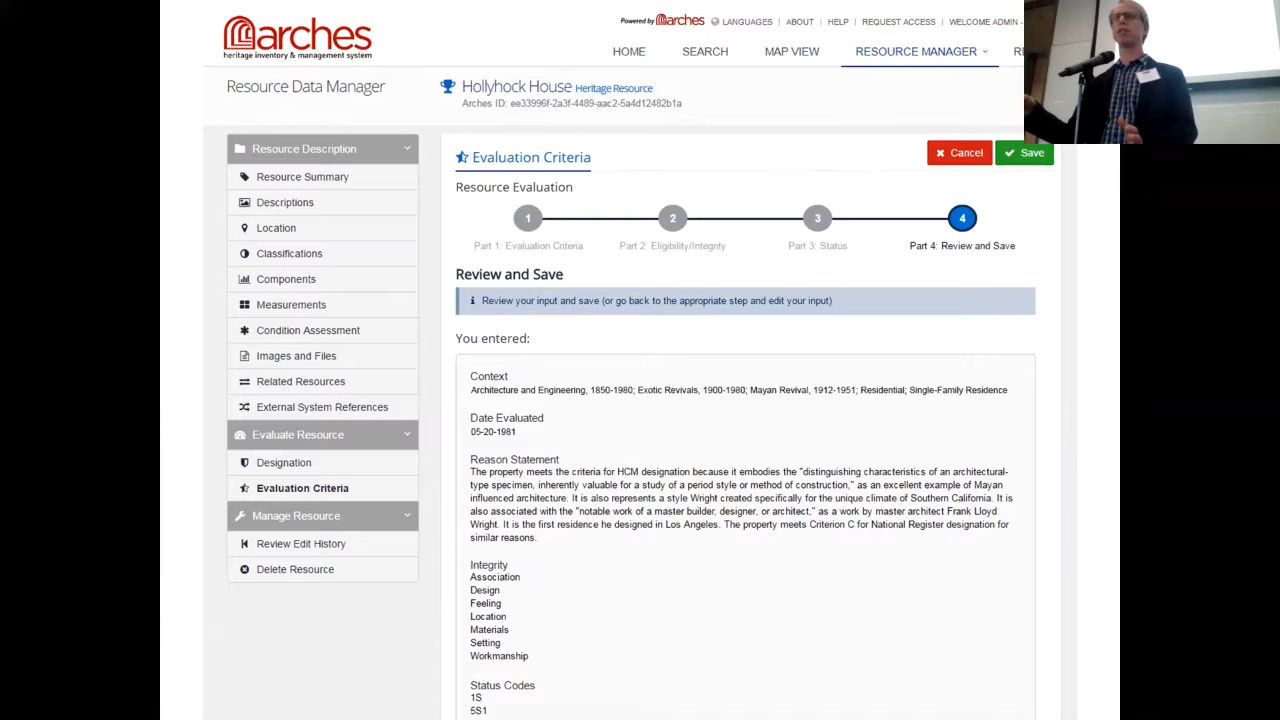 arches
heritage inventory & management system
Powered by arches
LANGUAGES | ABOUT | HELP | REQUEST ACCESS | WELCOME ADMIN -
HOME SEARCH MAP VIEW RESOURCE MANAGER
Resource Data Manager
Hollyhock House Heritage Resource
Arches ID: ee33996f-2a3f-4489-aac2-5a4d12482b1a
Resource Description
Resource Summary
Descriptions
Location
Classifications
Components
Measurements
Condition Assessment
Images and Files
Related Resources
External System References
Evaluate Resource
Designation
Evaluation Criteria
Manage Resource
Review Edit History
Delete Resource
Evaluation Criteria
Cancel
Save
Resource Evaluation
1 2 3 4
Part 1: Evaluation Criteria Part 2: Eligibility/Integrity Part 3: Status Part 4: Review and Save
Review and Save
Review your input and save (or go back to the appropriate step and edit your input)
You entered:
Context
Architecture and Engineering, 1850-1980; Exotic Revivals, 1900-1980; Mayan Revival, 1912-1951; Residential; Single-Family Residence
Date Evaluated
05-20-1981
Reason Statement
The property meets the criteria for HCM designation because it embodies the "distinguishing characteristics of an architectural-
type specimen, inherently valuable for a study of a period style or method of construction," as an excellent example of Mayan
influenced architecture. It is also represents a style Wright created specifically for the unique climate of Southern California. It is
also associated with the "notable work of a master builder, designer, or architect," as a work by master architect Frank Lloyd
Wright. It is the first residence he designed in Los Angeles. The property meets Criterion C for National Register designation for
similar reasons.
Integrity
Association
Design
Feeling
Location
Materials
Setting
Workmanship
Status Codes
1S
5S1